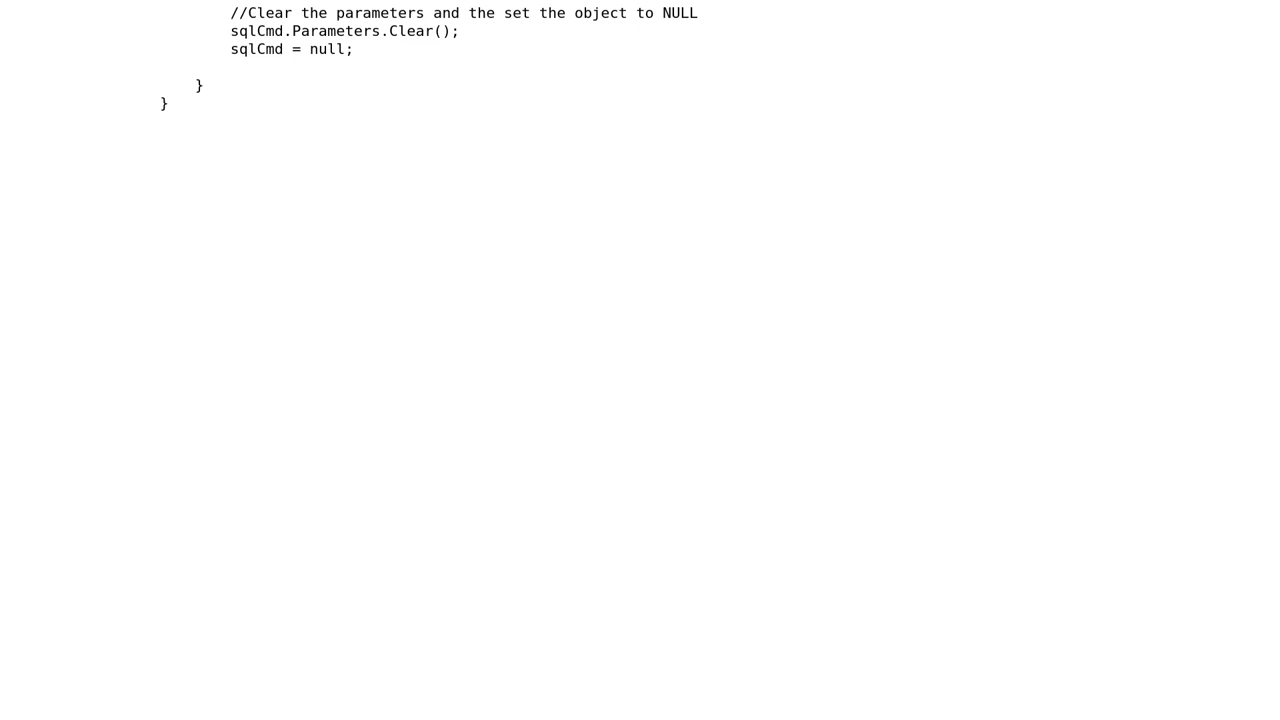 //Clear the parameters and the set the object to NULL
sqlCmd.Parameters.Clear();
sqlCmd = null;
}
}